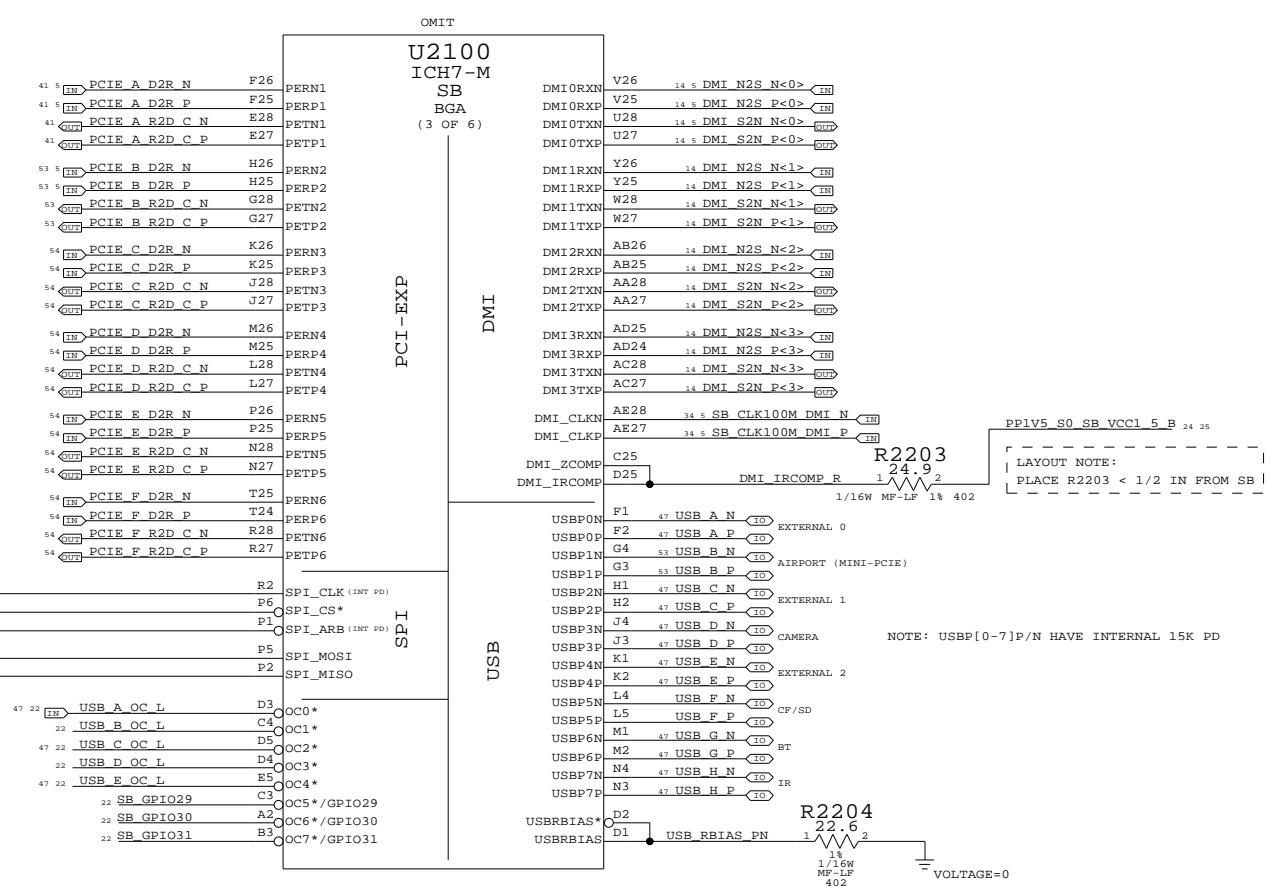 OMIT
U2100
ICH7-M
SB
BGA
(3 OF 6)
PCI-EXP
DMI
SPI
USB
41 5 IN PCIE_A_D2R_N F26 PERN1
41 5 IN PCIE_A_D2R_P F25 PERP1
41 OUT PCIE_A_R2D_C_N E28 PETN1
41 OUT PCIE_A_R2D_C_P E27 PETP1
53 5 IN PCIE_B_D2R_N H26 PERN2
53 5 IN PCIE_B_D2R_P H25 PERP2
53 OUT PCIE_B_R2D_C_N G28 PETN2
53 OUT PCIE_B_R2D_C_P G27 PETP2
54 IN PCIE_C_D2R_N K26 PERN3
54 IN PCIE_C_D2R_P K25 PERP3
54 OUT PCIE_C_R2D_C_N J28 PETN3
54 OUT PCIE_C_R2D_C_P J27 PETP3
54 IN PCIE_D_D2R_N M26 PERN4
54 IN PCIE_D_D2R_P M25 PERP4
54 OUT PCIE_D_R2D_C_N L28 PETN4
54 OUT PCIE_D_R2D_C_P L27 PETP4
54 IN PCIE_E_D2R_N P26 PERN5
54 IN PCIE_E_D2R_P P25 PERP5
54 OUT PCIE_E_R2D_C_N N28 PETN5
54 OUT PCIE_E_R2D_C_P N27 PETP5
54 IN PCIE_F_D2R_N T25 PERN6
54 IN PCIE_F_D2R_P T24 PERP6
54 OUT PCIE_F_R2D_C_N R28 PETN6
54 OUT PCIE_F_R2D_C_P R27 PETP6
R2 SPI_CLK (INT PD)
P6 SPI_CS*
P1 SPI_ARB (INT PD)
P5 SPI_MOSI
P2 SPI_MISO
47 22 IN USB_A_OC_L D3 OC0*
22 USB_B_OC_L C4 OC1*
47 22 USB_C_OC_L D5 OC2*
22 USB_D_OC_L D4 OC3*
47 22 USB_E_OC_L E5 OC4*
22 SB_GPIO29 C3 OC5*/GPIO29
22 SB_GPIO30 A2 OC6*/GPIO30
22 SB_GPIO31 B3 OC7*/GPIO31
DMI0RXN V26 14 5 DMI_N2S_N<0> IN
DMI0RXP V25 14 5 DMI_N2S_P<0> IN
DMI0TXN U28 14 5 DMI_S2N_N<0> OUT
DMI0TXP U27 14 5 DMI_S2N_P<0> OUT
DMI1RXN Y26 14 DMI_N2S_N<1> IN
DMI1RXP Y25 14 DMI_N2S_P<1> IN
DMI1TXN W28 14 DMI_S2N_N<1> OUT
DMI1TXP W27 14 DMI_S2N_P<1> OUT
DMI2RXN AB26 14 DMI_N2S_N<2> IN
DMI2RXP AB25 14 DMI_N2S_P<2> IN
DMI2TXN AA28 14 DMI_S2N_N<2> OUT
DMI2TXP AA27 14 DMI_S2N_P<2> OUT
DMI3RXN AD25 14 DMI_N2S_N<3> IN
DMI3RXP AD24 14 DMI_N2S_P<3> IN
DMI3TXN AC28 14 DMI_S2N_N<3> OUT
DMI3TXP AC27 14 DMI_S2N_P<3> OUT
DMI_CLKN AE28 34 5 SB_CLK100M_DMI_N IN
DMI_CLKP AE27 34 5 SB_CLK100M_DMI_P IN
DMI_ZCOMP C25
DMI_IRCOMP D25 DMI_IRCOMP_R
R2203
1 24.9 2
1/16W MF-LF 1% 402
PP1V5_S0_SB_VCC1_5_B 24 25
LAYOUT NOTE:
PLACE R2203 < 1/2 IN FROM SB
USBP0N F1 47 USB_A_N IO
USBP0P F2 47 USB_A_P IO
EXTERNAL 0
USBP1N G4 53 USB_B_N IO
USBP1P G3 53 USB_B_P IO
AIRPORT (MINI-PCIE)
USBP2N H1 47 USB_C_N IO
USBP2P H2 47 USB_C_P IO
EXTERNAL 1
USBP3N J4 47 USB_D_N IO
USBP3P J3 47 USB_D_P IO
CAMERA
USBP4N K1 47 USB_E_N IO
USBP4P K2 47 USB_E_P IO
EXTERNAL 2
USBP5N L4 USB_F_N IO
USBP5P L5 USB_F_P IO
CF/SD
USBP6N M1 47 USB_G_N IO
USBP6P M2 47 USB_G_P IO
BT
USBP7N N4 47 USB_H_N IO
USBP7P N3 47 USB_H_P IO
IR
NOTE: USBP[0-7]P/N HAVE INTERNAL 15K PD
USBRBIAS* D2
USBRBIAS D1 USB_RBIAS_PN
R2204
1 22.6 2
1%
1/16W
MF-LF
402
VOLTAGE=0